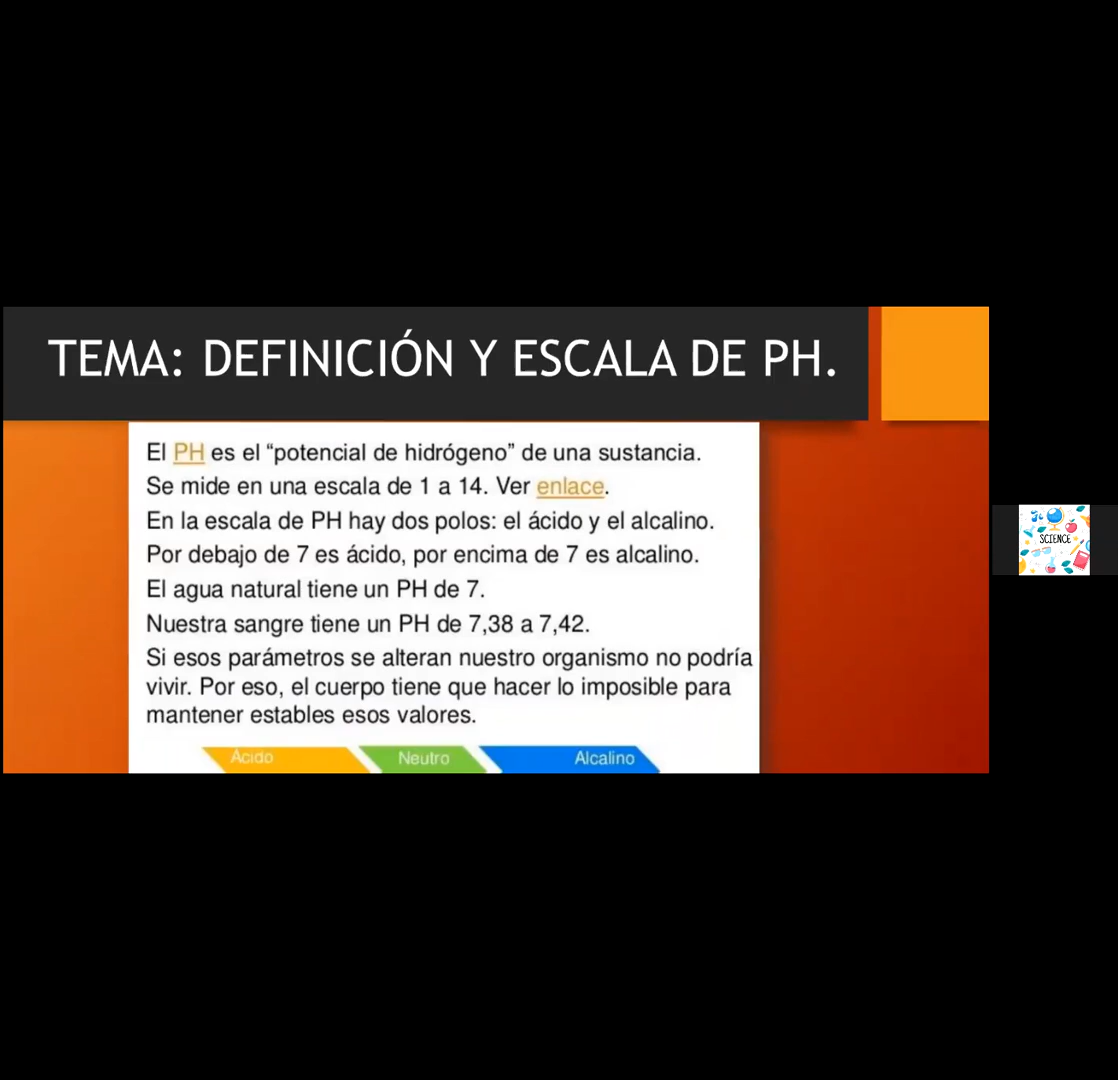 TEMA: DEFINICIÓN Y ESCALA DE PH.
El PH es el “potencial de hidrógeno” de una sustancia.
Se mide en una escala de 1 a 14. Ver enlace.
En la escala de PH hay dos polos: el ácido y el alcalino.
Por debajo de 7 es ácido, por encima de 7 es alcalino.
El agua natural tiene un PH de 7.
Nuestra sangre tiene un PH de 7,38 a 7,42.
Si esos parámetros se alteran nuestro organismo no podría
vivir. Por eso, el cuerpo tiene que hacer lo imposible para
mantener estables esos valores.
Ácido Neutro Alcalino
SCIENCE